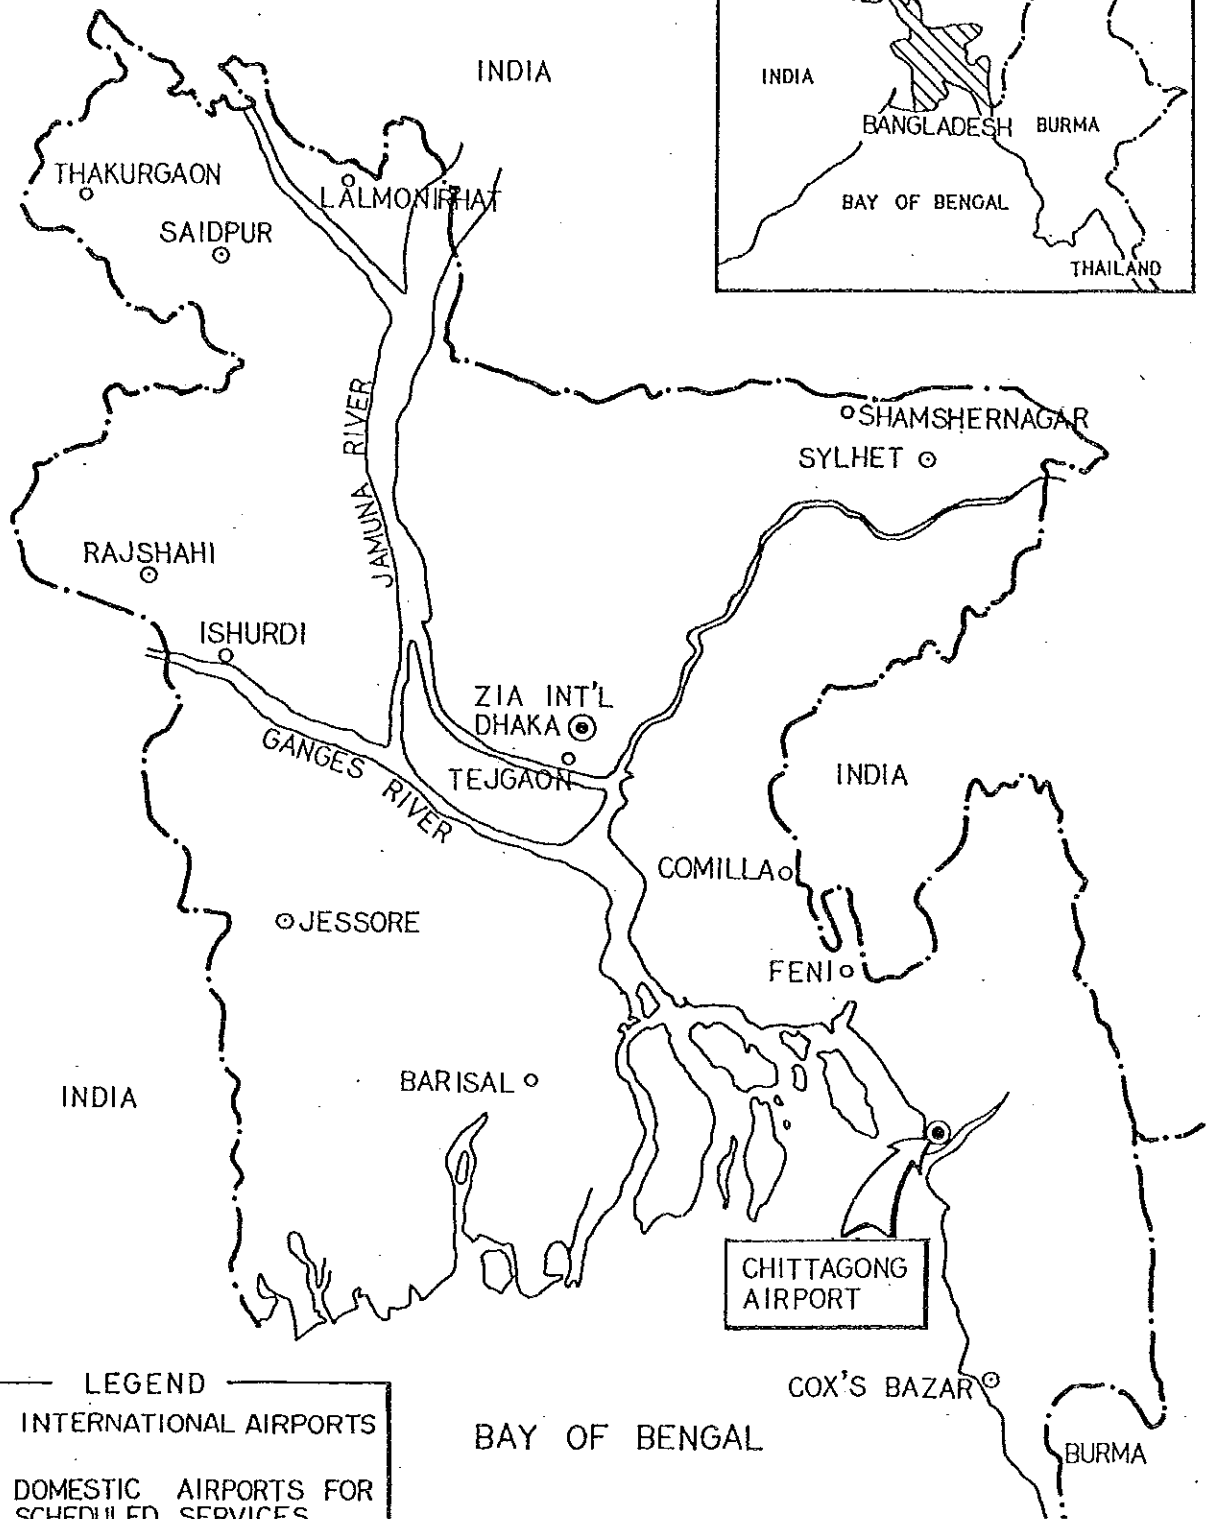 INDIA
INDIA
BANGLADESH
BURMA
BAY OF BENGAL
THAILAND
THAKURGAON
LALMONIRHAT
SAIDPUR
JAMUNA RIVER
SHAMSHERNAGAR
SYLHET
RAJSHAHI
ISHURDI
ZIA INT'L
DHAKA
GANGES RIVER
TEJGAON
INDIA
COMILLA
JESSORE
FENI
INDIA
BARISAL
CHITTAGONG
AIRPORT
COX'S BAZAR
LEGEND
INTERNATIONAL AIRPORTS
BAY OF BENGAL
BURMA
DOMESTIC AIRPORTS FOR
SCHEDULED SERVICES